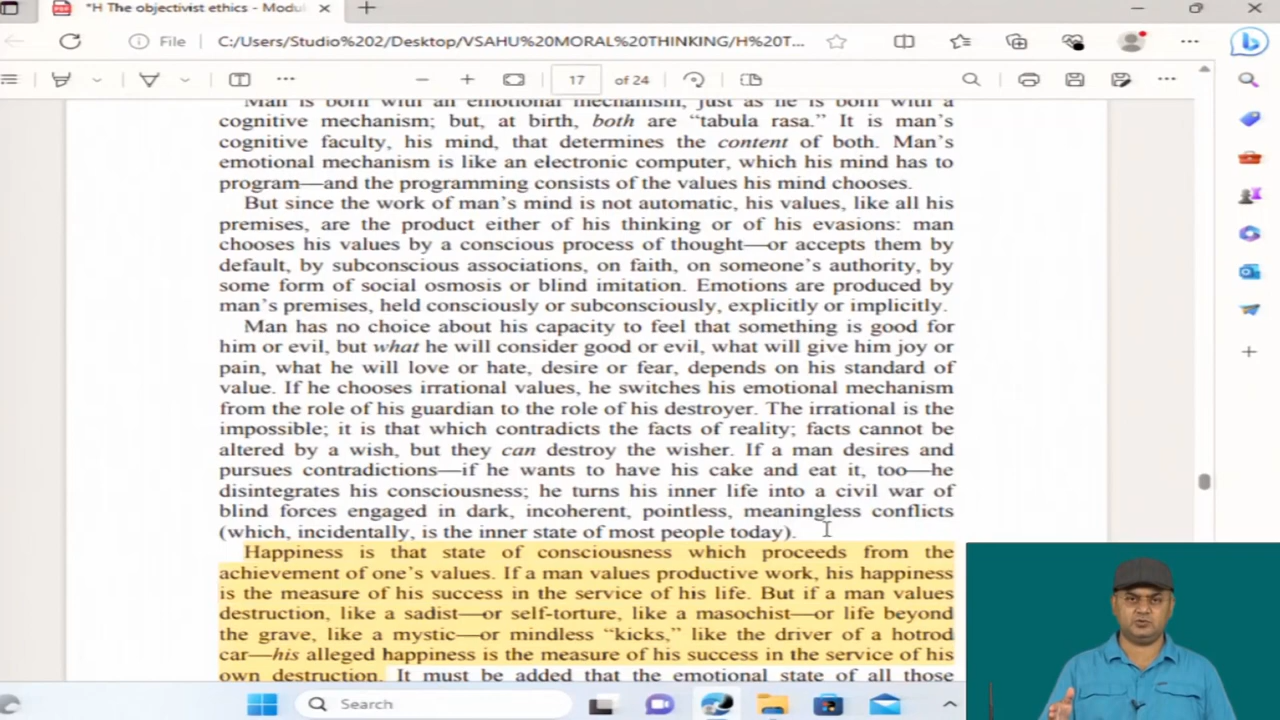 *H The objectivist ethics - Modul
File
C:/Users/Studio%202/Desktop/VSAHU%20MORAL%20THINKING/H%20T...
17 of 24
Man is born with an emotional mechanism, just as he is born with a
cognitive mechanism; but, at birth, both are “tabula rasa.” It is man’s
cognitive faculty, his mind, that determines the content of both. Man’s
emotional mechanism is like an electronic computer, which his mind has to
program—and the programming consists of the values his mind chooses.
But since the work of man’s mind is not automatic, his values, like all his
premises, are the product either of his thinking or of his evasions: man
chooses his values by a conscious process of thought—or accepts them by
default, by subconscious associations, on faith, on someone’s authority, by
some form of social osmosis or blind imitation. Emotions are produced by
man’s premises, held consciously or subconsciously, explicitly or implicitly.
Man has no choice about his capacity to feel that something is good for
him or evil, but what he will consider good or evil, what will give him joy or
pain, what he will love or hate, desire or fear, depends on his standard of
value. If he chooses irrational values, he switches his emotional mechanism
from the role of his guardian to the role of his destroyer. The irrational is the
impossible; it is that which contradicts the facts of reality; facts cannot be
altered by a wish, but they can destroy the wisher. If a man desires and
pursues contradictions—if he wants to have his cake and eat it, too—he
disintegrates his consciousness; he turns his inner life into a civil war of
blind forces engaged in dark, incoherent, pointless, meaningless conflicts
(which, incidentally, is the inner state of most people today).
Happiness is that state of consciousness which proceeds from the
achievement of one’s values. If a man values productive work, his happiness
is the measure of his success in the service of his life. But if a man values
destruction, like a sadist—or self-torture, like a masochist—or life beyond
the grave, like a mystic—or mindless “kicks,” like the driver of a hotrod
car—his alleged happiness is the measure of his success in the service of his
own destruction. It must be added that the emotional state of all those
Search